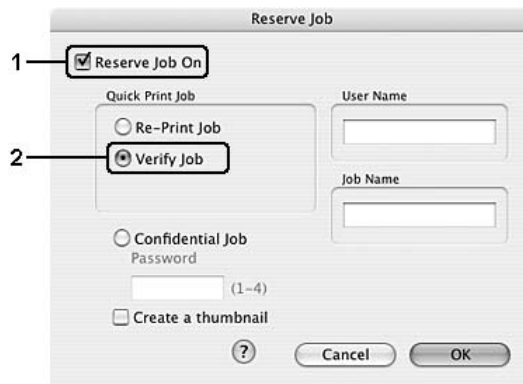 Reserve Job
1
Reserve Job On
Quick Print Job
User Name
Re-Print Job
2
Verify Job
Job Name
Confidential Job
Password
(1-4)
Create a thumbnail
?
Cancel
OK